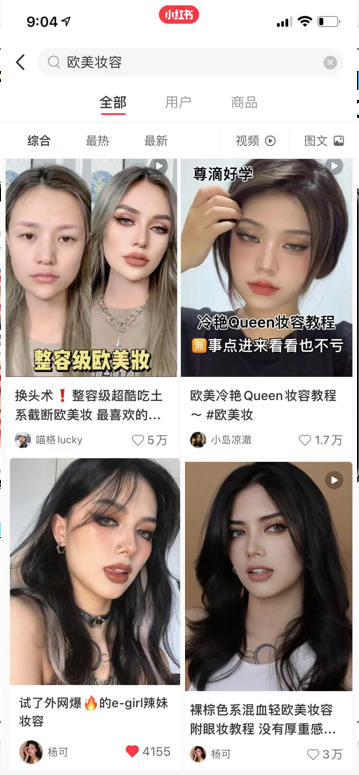 9:04
小红书
欧美妆容
全部 用户 商品
综合 最热 最新 视频 图文
整容级欧美妆
换头术❗整容级超酷吃土
系截断欧美妆 最喜欢的...
喵格lucky 5万
尊滴好学
冷艳Queen妆容教程
無事点进来看看也不亏
欧美冷艳Queen妆容教程
～ #欧美妆
小岛凉澈 1.7万
试了外网爆🔥的e-girl辣妹
妆容
杨可 4155
裸棕色系混血轻欧美妆容
附眼妆教程 没有厚重感...
杨可 3万